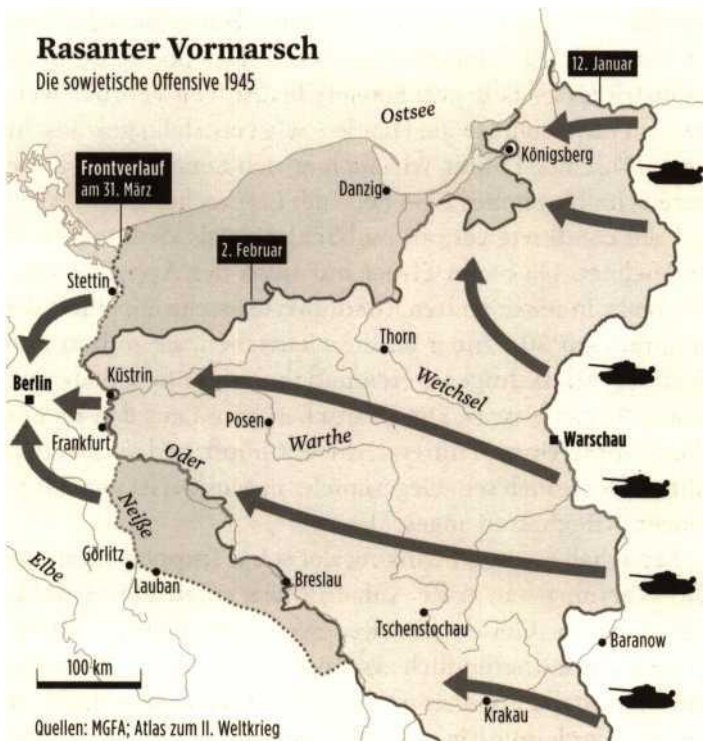 Rasanter Vormarsch
Die sowjetische Offensive 1945
12. Januar
Ostsee
Königsberg
Frontverlauf
am 31. März
Danzig
2. Februar
Stettin
Thorn
Weichsel
Küstrin
Berlin
Posen
Warthe
Warschau
Frankfurt
Oder
Neiße
Elbe
Görlitz
Lauban
Breslau
Tschenstochau
Baranow
100 km
Krakau
Quellen: MGFA; Atlas zum II. Weltkrieg